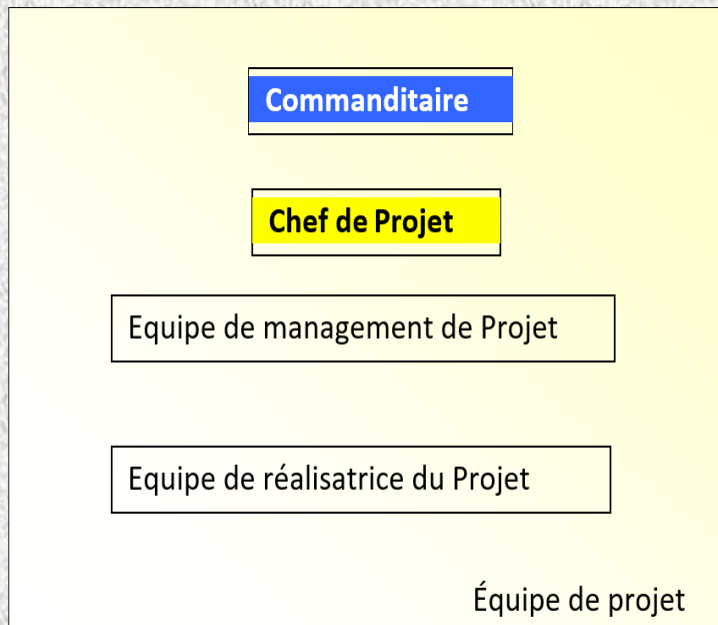 Commanditaire
Chef de Projet
Equipe de management de Projet
Equipe de réalisatrice du Projet
Équipe de projet